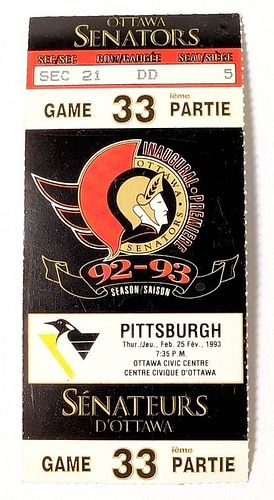 OTTAWA
SENATORS
SEC/SEC ROW/RANGÉE SEAT/SIÈGE
SEC 21 DD 5
GAME 33 ième PARTIE
INAUGURAL • PREMIÈRE
OTTAWA
SENATORS
92-93
SEASON/SAISON
PITTSBURGH
Thur./Jeu., Feb. 25 Fév., 1993
7:35 P.M.
OTTAWA CIVIC CENTRE
CENTRE CIVIQUE D'OTTAWA
SÉNATEURS
D'OTTAWA
GAME 33 ième PARTIE